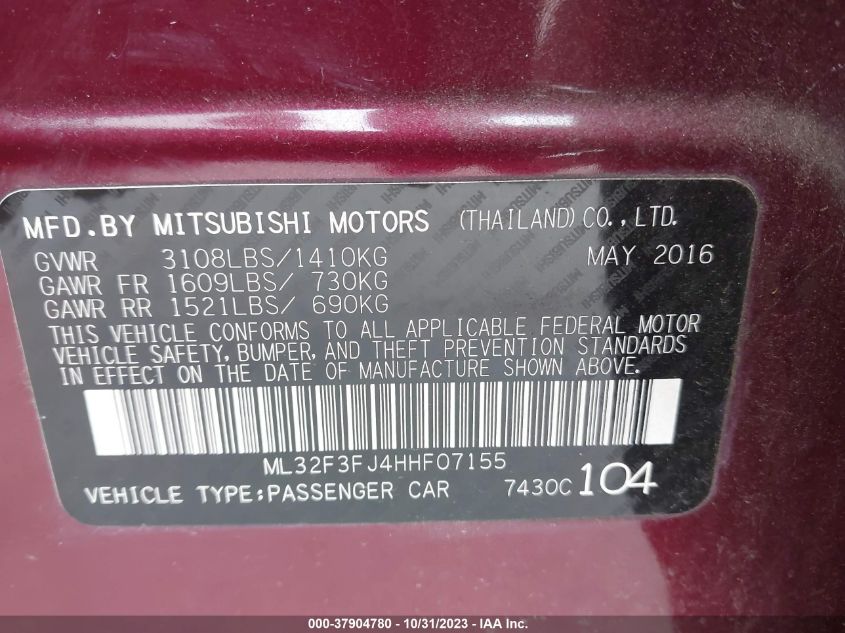 MFD.BY MITSUBISHI MOTORS (THAILAND) CO., LTD.
GVWR 3108LBS/1410KG MAY 2016
GAWR FR 1609LBS/ 730KG
GAWR RR 1521LBS/ 690KG
THIS VEHICLE CONFORMS TO ALL APPLICABLE FEDERAL MOTOR
VEHICLE SAFETY, BUMPER, AND THEFT PREVENTION STANDARDS
IN EFFECT ON THE DATE OF MANUFACTURE SHOWN ABOVE.
ML32F3FJ4HHF07155
VEHICLE TYPE:PASSENGER CAR 7430C 104
000-37904780 - 10/31/2023 - IAA Inc.